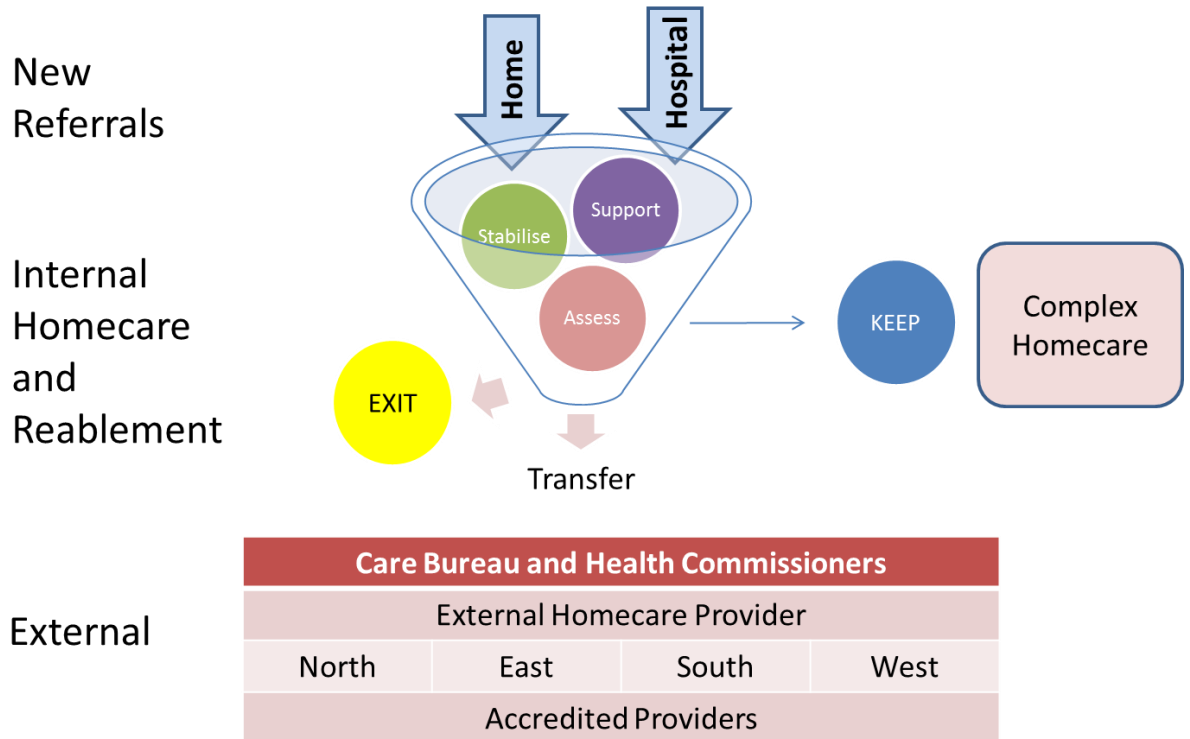 New
Referrals
Home
Hospital
Stabilise
Support
Assess
Internal
Homecare
and
Reablement
KEEP
Complex
Homecare
EXIT
Transfer
External
Care Bureau and Health Commissioners
External Homecare Provider
North East South West
Accredited Providers